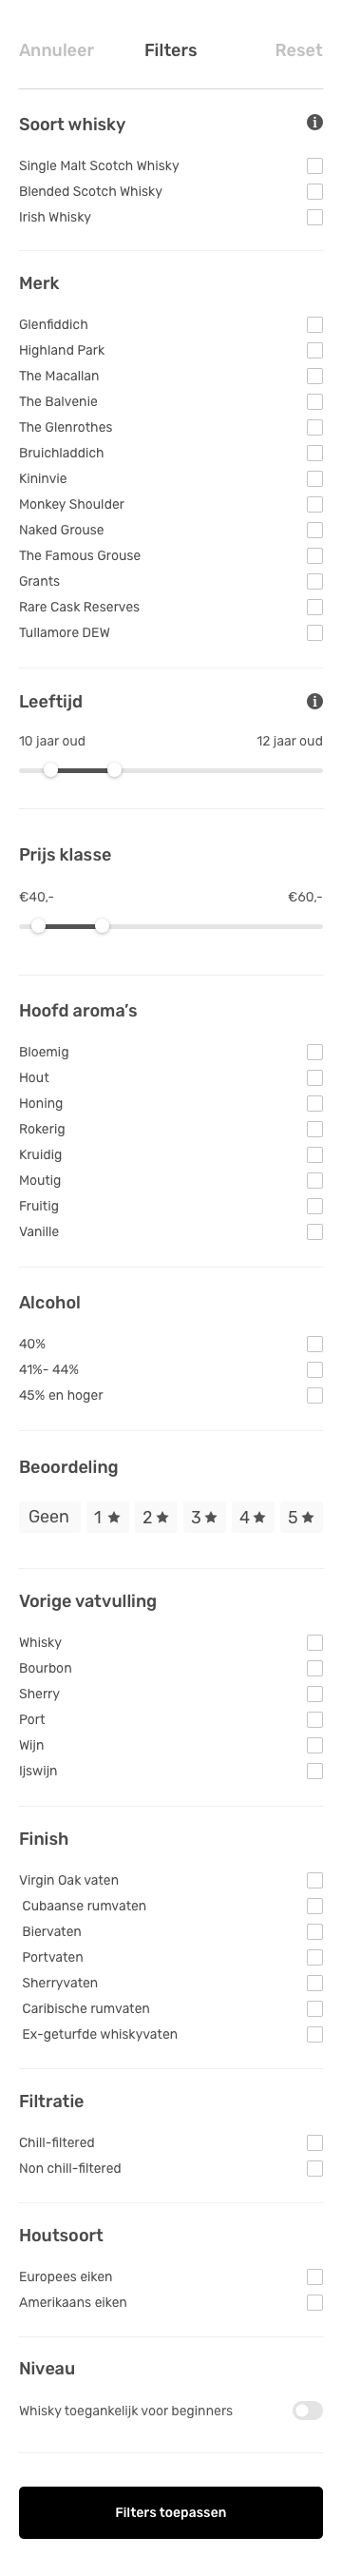 Annuleer Filters Reset
Soort whisky
Single Malt Scotch Whisky
Blended Scotch Whisky
Irish Whisky
Merk
Glenfiddich
Highland Park
The Macallan
The Balvenie
The Glenrothes
Bruichladdich
Kininvie
Monkey Shoulder
Naked Grouse
The Famous Grouse
Grants
Rare Cask Reserves
Tullamore DEW
Leeftijd
10 jaar oud 12 jaar oud
Prijs klasse
€40,- €60,-
Hoofd aroma’s
Bloemig
Hout
Honing
Rokerig
Kruidig
Moutig
Fruitig
Vanille
Alcohol
40%
41%- 44%
45% en hoger
Beoordeling
Geen 1 ★ 2 ★ 3 ★ 4 ★ 5 ★
Vorige vatvulling
Whisky
Bourbon
Sherry
Port
Wijn
Ijswijn
Finish
Virgin Oak vaten
Cubaanse rumvaten
Biervaten
Portvaten
Sherryvaten
Caribische rumvaten
Ex-geturfde whiskyvaten
Filtratie
Chill-filtered
Non chill-filtered
Houtsoort
Europees eiken
Amerikaans eiken
Niveau
Whisky toegankelijk voor beginners
Filters toepassen